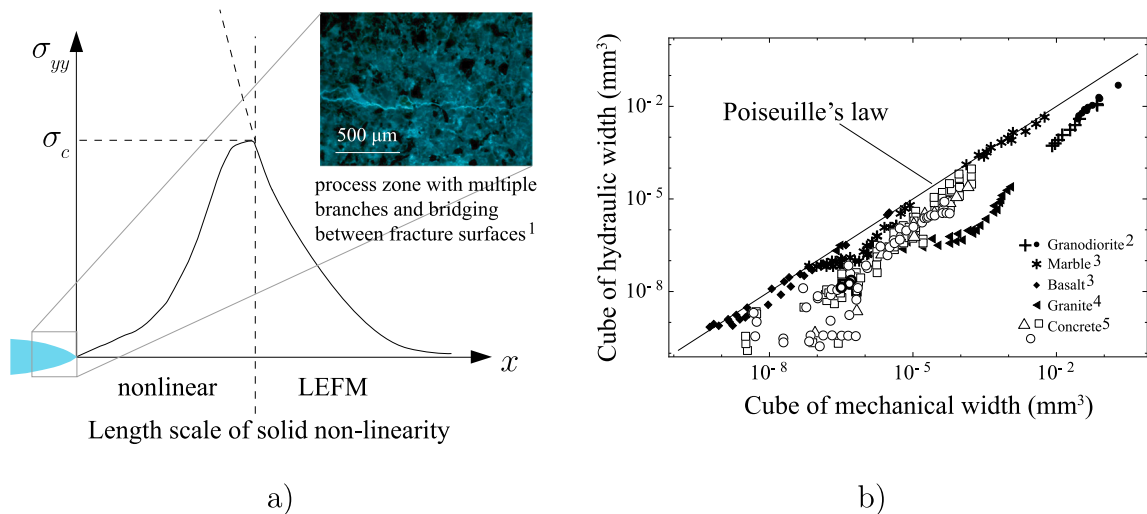 σyy
σc
500 μm
process zone with multiple
branches and bridging
between fracture surfaces1
x
nonlinear
LEFM
Length scale of solid non-linearity
a)
Cube of hydraulic width (mm3)
10-2
10-5
10-8
Poiseuille's law
Granodiorite2
Marble3
Basalt3
Granite4
Concrete5
10-8
10-5
10-2
Cube of mechanical width (mm3)
b)